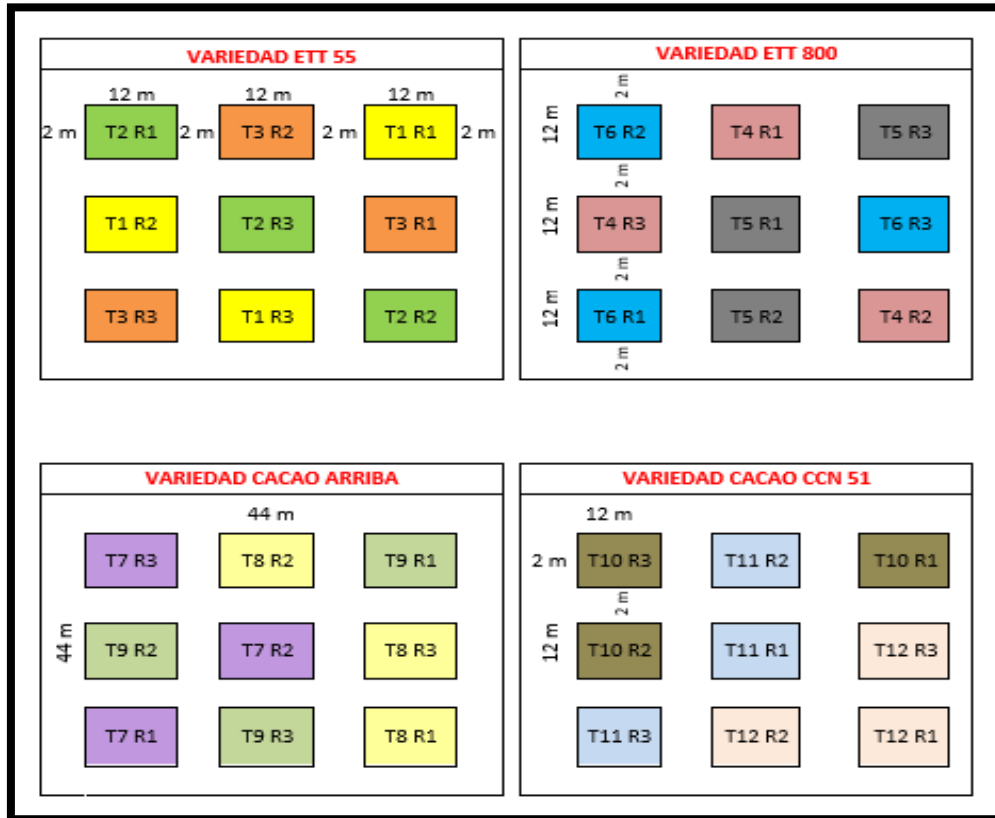 VARIEDAD ETT 55
12 m 12 m 12 m
2 m T2 R1 2 m T3 R2 2 m T1 R1 2 m
T1 R2 T2 R3 T3 R1
T3 R3 T1 R3 T2 R2
VARIEDAD ETT 800
2 m
12 m T6 R2 T4 R1 T5 R3
2 m
12 m T4 R3 T5 R1 T6 R3
2 m
12 m T6 R1 T5 R2 T4 R2
2 m
VARIEDAD CACAO ARRIBA
44 m
T7 R3 T8 R2 T9 R1
44 m T9 R2 T7 R2 T8 R3
T7 R1 T9 R3 T8 R1
VARIEDAD CACAO CCN 51
12 m
2 m T10 R3 T11 R2 T10 R1
2 m
12 m T10 R2 T11 R1 T12 R3
T11 R3 T12 R2 T12 R1